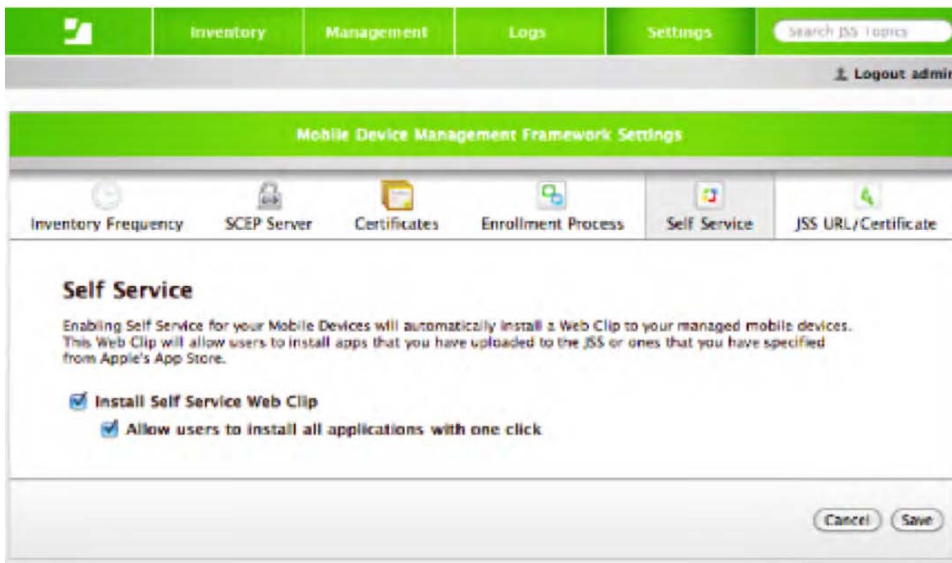 Inventory Management Logs Settings Search JSS Topics
Logout admin
Mobile Device Management Framework Settings
Inventory Frequency SCEP Server Certificates Enrollment Process Self Service JSS URL/Certificate
Self Service
Enabling Self Service for your Mobile Devices will automatically install a Web Clip to your managed mobile devices.
This Web Clip will allow users to install apps that you have uploaded to the JSS or ones that you have specified
from Apple's App Store.
Install Self Service Web Clip
Allow users to install all applications with one click
Cancel Save